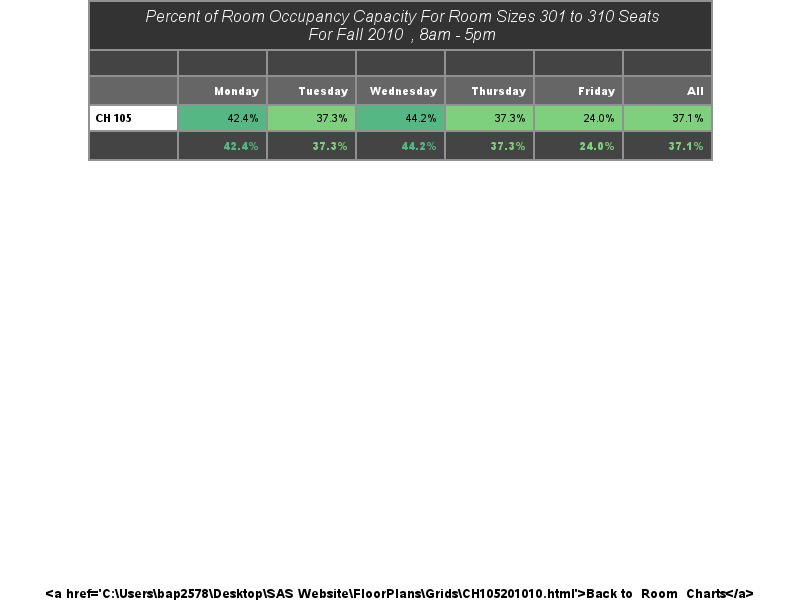 Percent of Room Occupancy Capacity For Room Sizes 301 to 310 Seats
For Fall 2010 , 8am - 5pm
Monday Tuesday Wednesday Thursday Friday All
CH 105 42.4% 37.3% 44.2% 37.3% 24.0% 37.1%
42.4% 37.3% 44.2% 37.3% 24.0% 37.1%
<a href='C:\Users\bap2578\Desktop\SAS Website\FloorPlans\Grids\CH105201010.html'>Back to Room Charts</a>